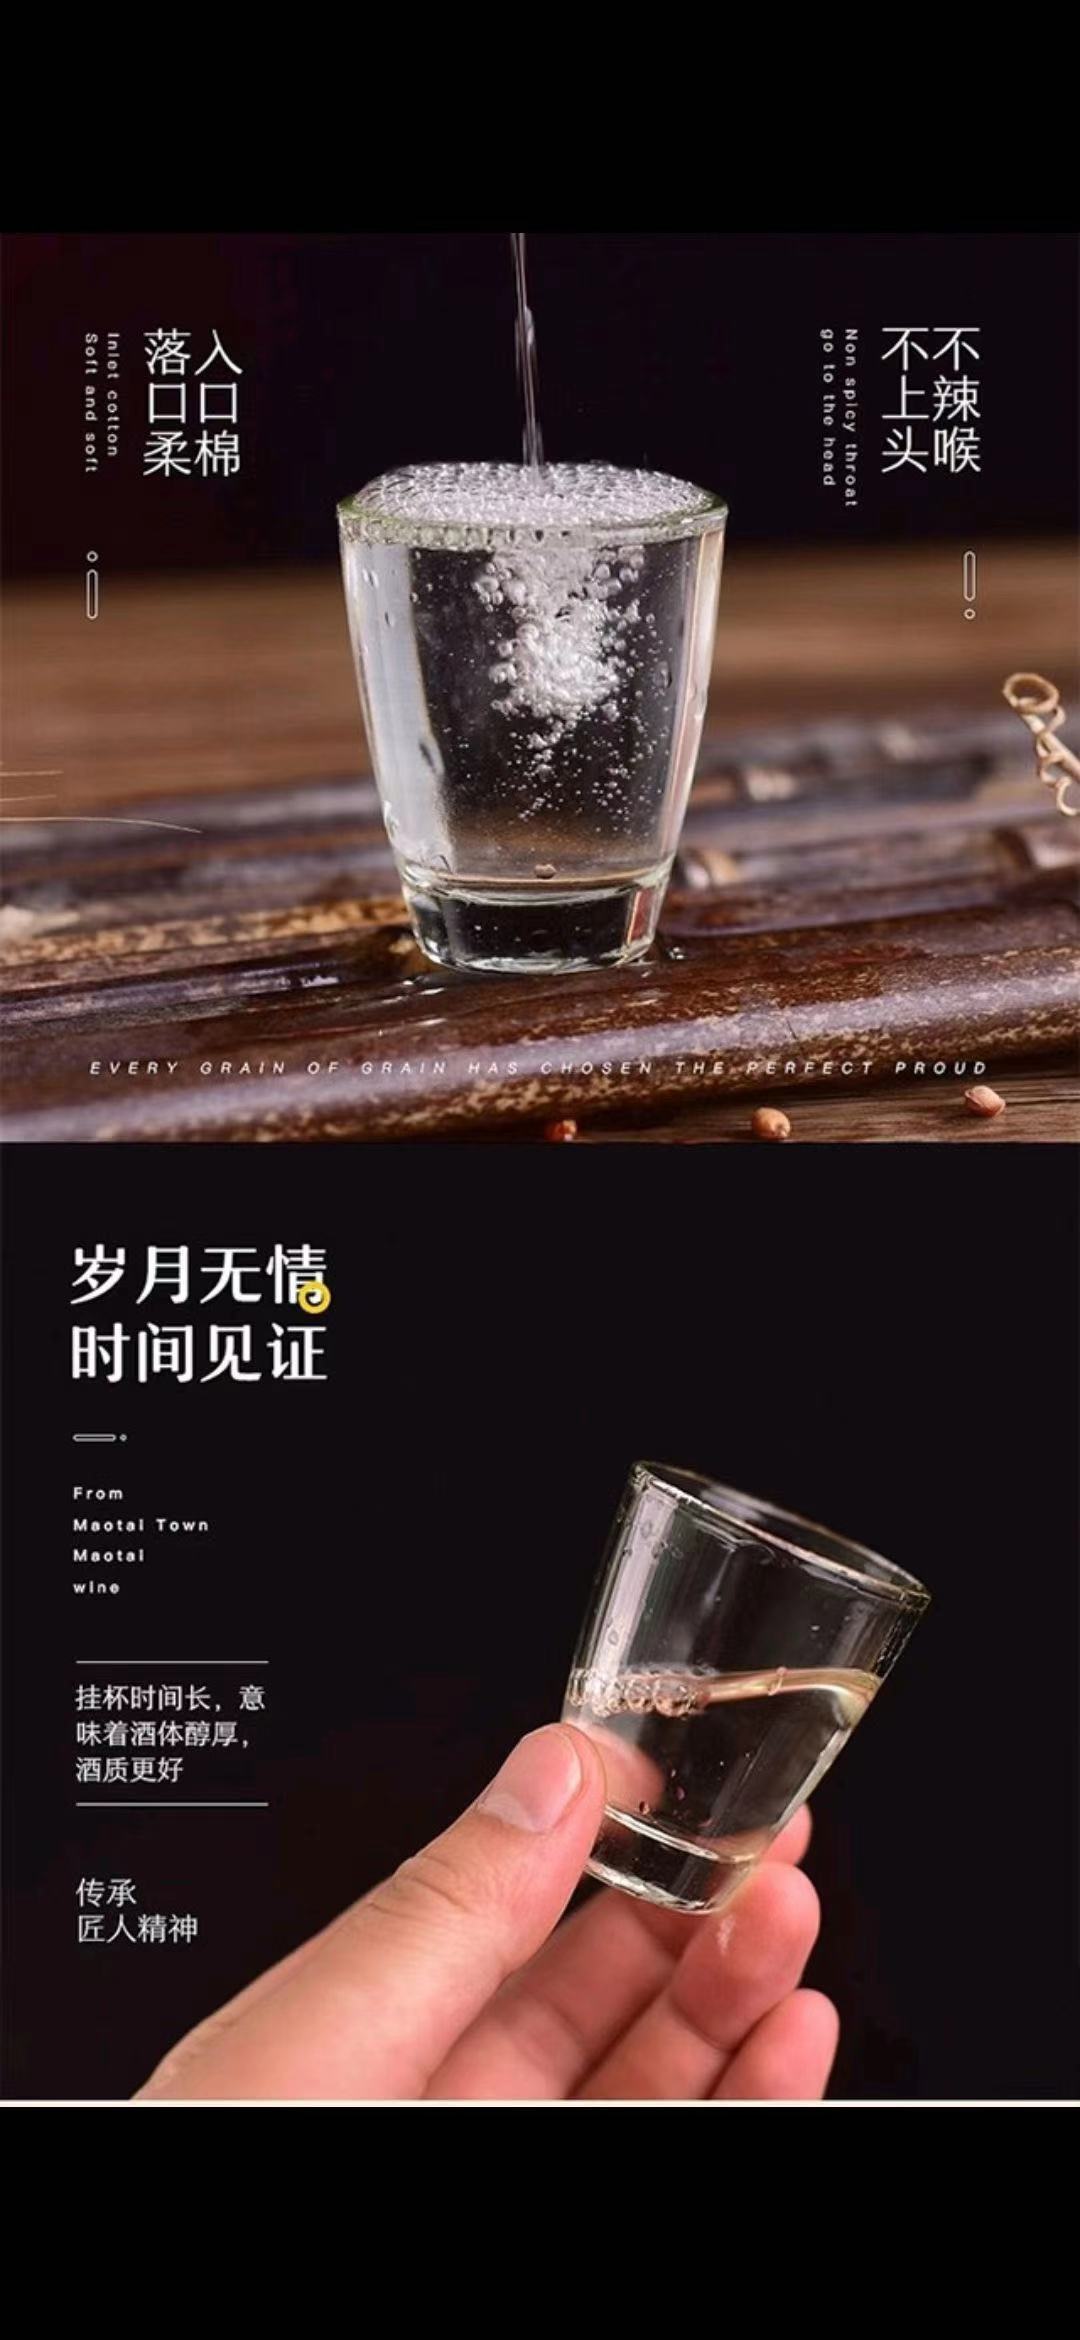 入口棉
落口柔
Inlet cotton
Soft and soft
不辣喉
不上头
Non spicy throat
go to the head
EVERY GRAIN OF GRAIN HAS CHOSEN THE PERFECT PROUD
岁月无情
时间见证
From
Maotai Town
Maotai
wine
挂杯时间长，意
味着酒体醇厚，
酒质更好
传承
匠人精神